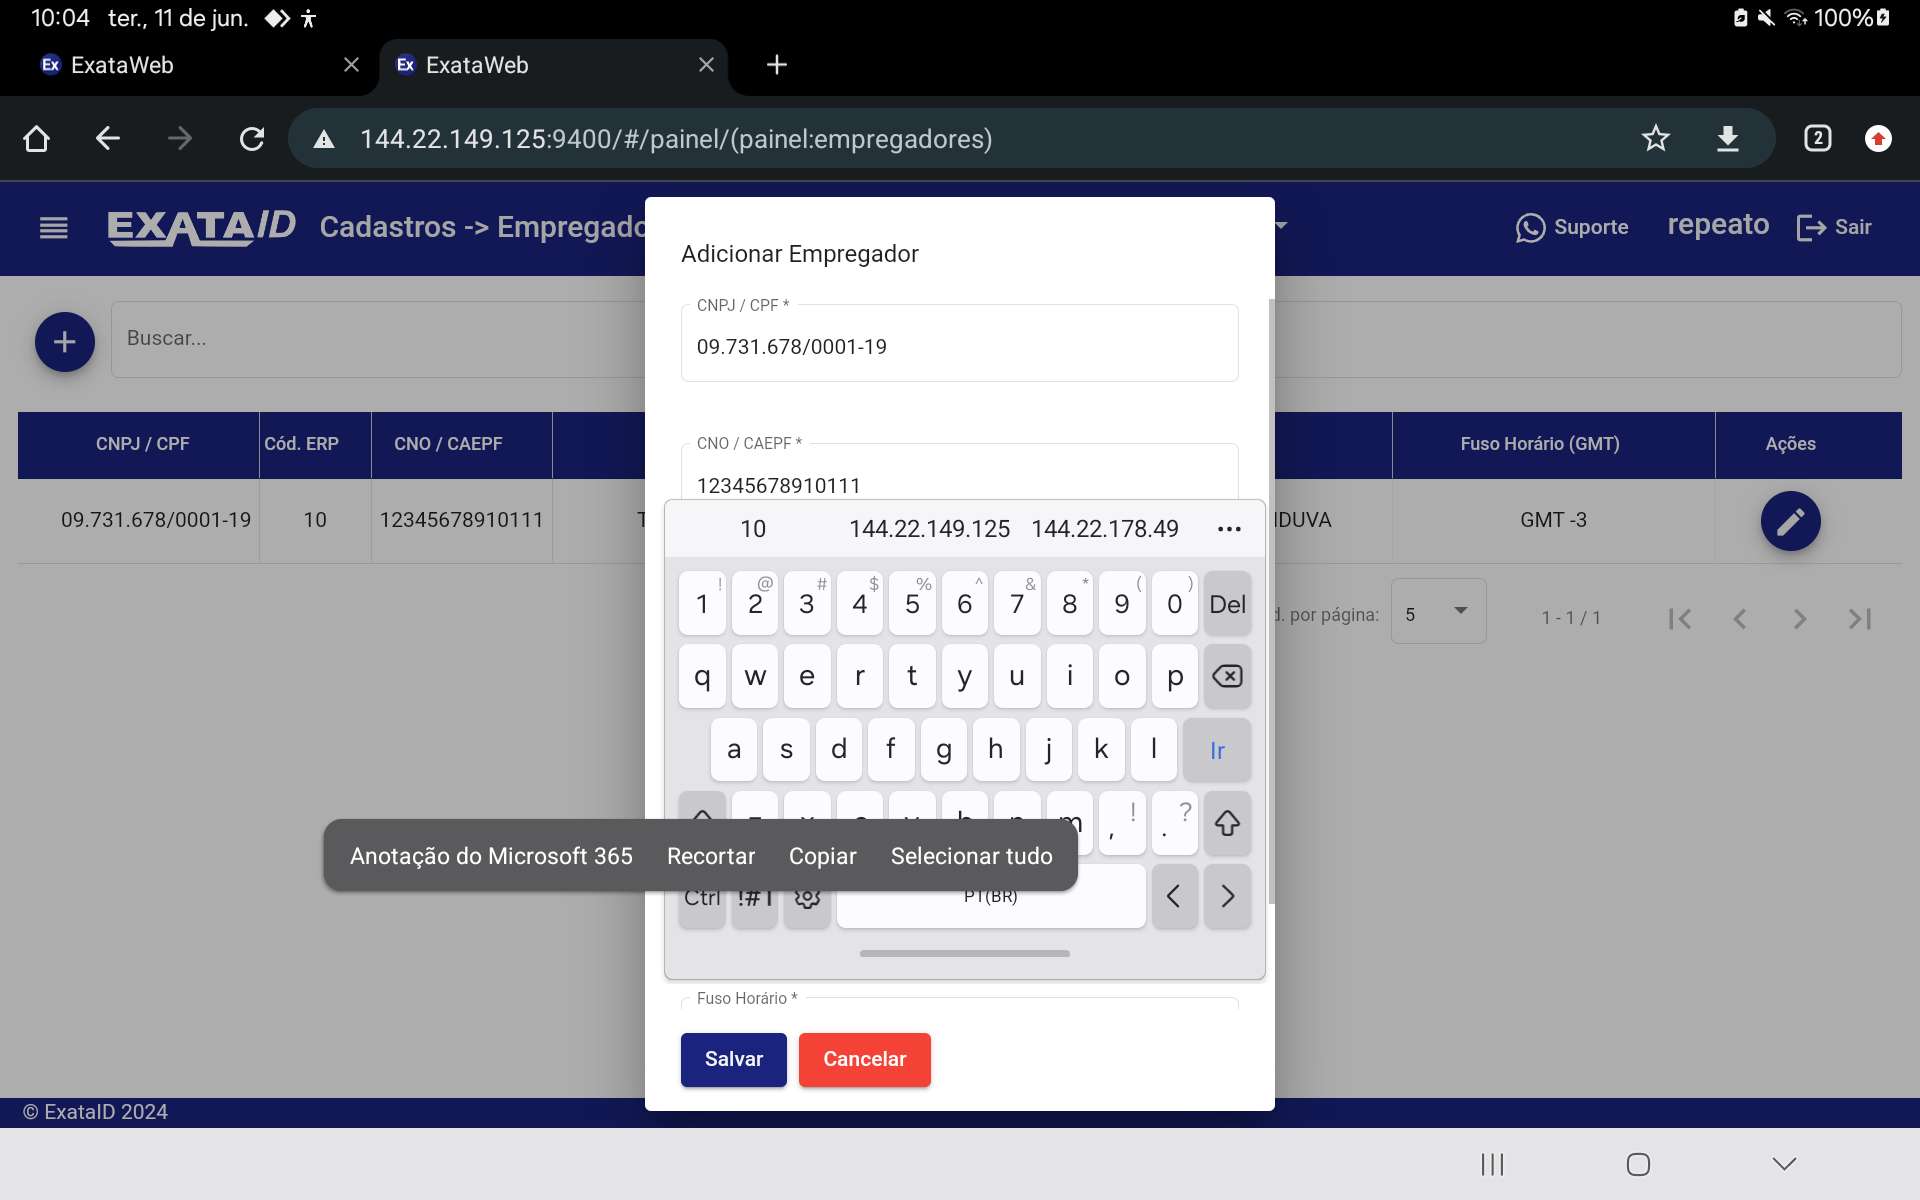 10:04 ter., 11 de jun. 100%
Ex ExataWeb
Ex ExataWeb
144.22.149.125:9400/#/painel/(painel:empregadores)
2
EXATA/D Cadastros -> Empregado
Suporte repeato Sair
Adicionar Empregador
CNPJ / CPF *
09.731.678/0001-19
Buscar...
CNO / CAEPF *
12345678910111
CNPJ / CPF Cód. ERP CNO / CAEPF Fuso Horário (GMT) Ações
09.731.678/0001-19 10 12345678910111 T IDUVA GMT -3
d. por página: 5 1 - 1 / 1
10 144.22.149.125 144.22.178.49 ...
! @ # $ % ^ & * ( )
1 2 3 4 5 6 7 8 9 0 Del
q w e r t y u i o p
a s d f g h j k l Ir
z x c v b n m , ! . ?
Anotação do Microsoft 365 Recortar Copiar Selecionar tudo
Ctrl !#1 PT(BR) < >
Fuso Horário *
Salvar Cancelar
© ExataID 2024